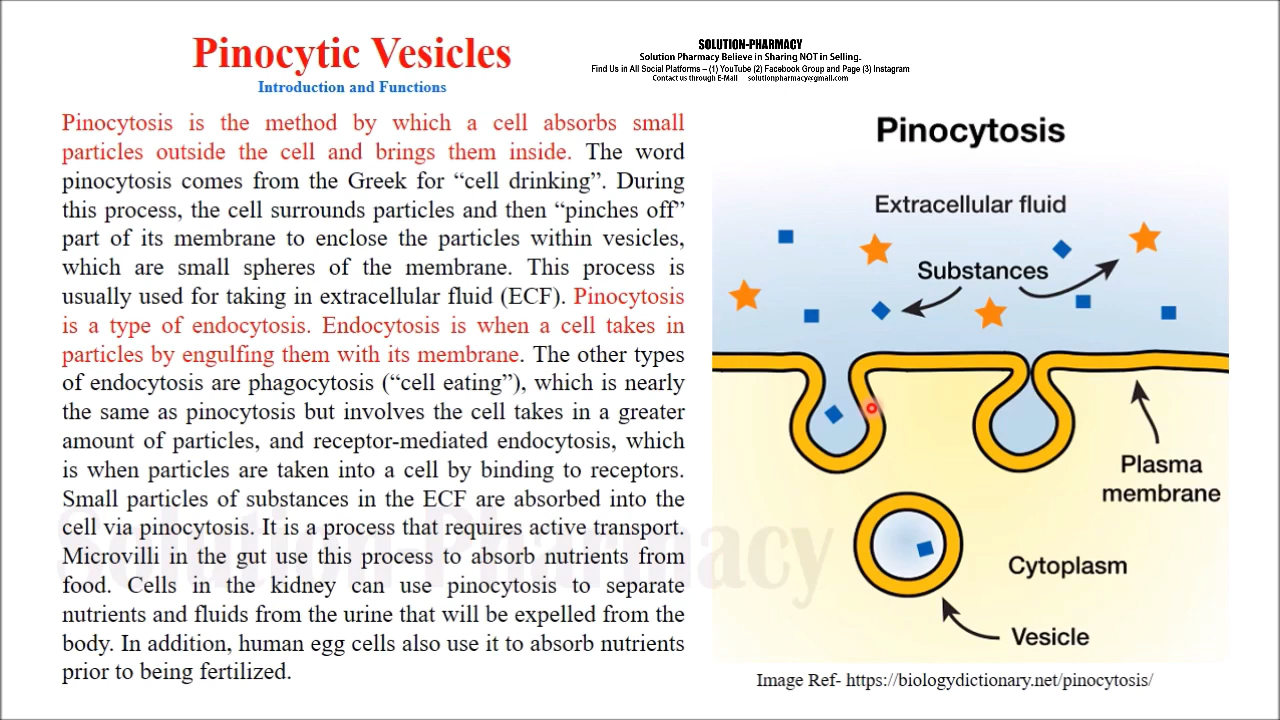 Pinocytic Vesicles
Introduction and Functions
SOLUTION-PHARMACY
Solution Pharmacy Believe in Sharing NOT in Selling.
Find Us in All Social Platforms – (1) YouTube (2) Facebook Group and Page (3) Instagram
Contact us through E-Mail solutionpharmacy@gmail.com
Pinocytosis is the method by which a cell absorbs small
particles outside the cell and brings them inside. The word
pinocytosis comes from the Greek for “cell drinking”. During
this process, the cell surrounds particles and then “pinches off”
part of its membrane to enclose the particles within vesicles,
which are small spheres of the membrane. This process is
usually used for taking in extracellular fluid (ECF). Pinocytosis
is a type of endocytosis. Endocytosis is when a cell takes in
particles by engulfing them with its membrane. The other types
of endocytosis are phagocytosis (“cell eating”), which is nearly
the same as pinocytosis but involves the cell takes in a greater
amount of particles, and receptor-mediated endocytosis, which
is when particles are taken into a cell by binding to receptors.
Small particles of substances in the ECF are absorbed into the
cell via pinocytosis. It is a process that requires active transport.
Microvilli in the gut use this process to absorb nutrients from
food. Cells in the kidney can use pinocytosis to separate
nutrients and fluids from the urine that will be expelled from the
body. In addition, human egg cells also use it to absorb nutrients
prior to being fertilized.
Solution-Pharmacy
Pinocytosis
Extracellular fluid
Substances
Plasma
membrane
Cytoplasm
Vesicle
Image Ref- https://biologydictionary.net/pinocytosis/